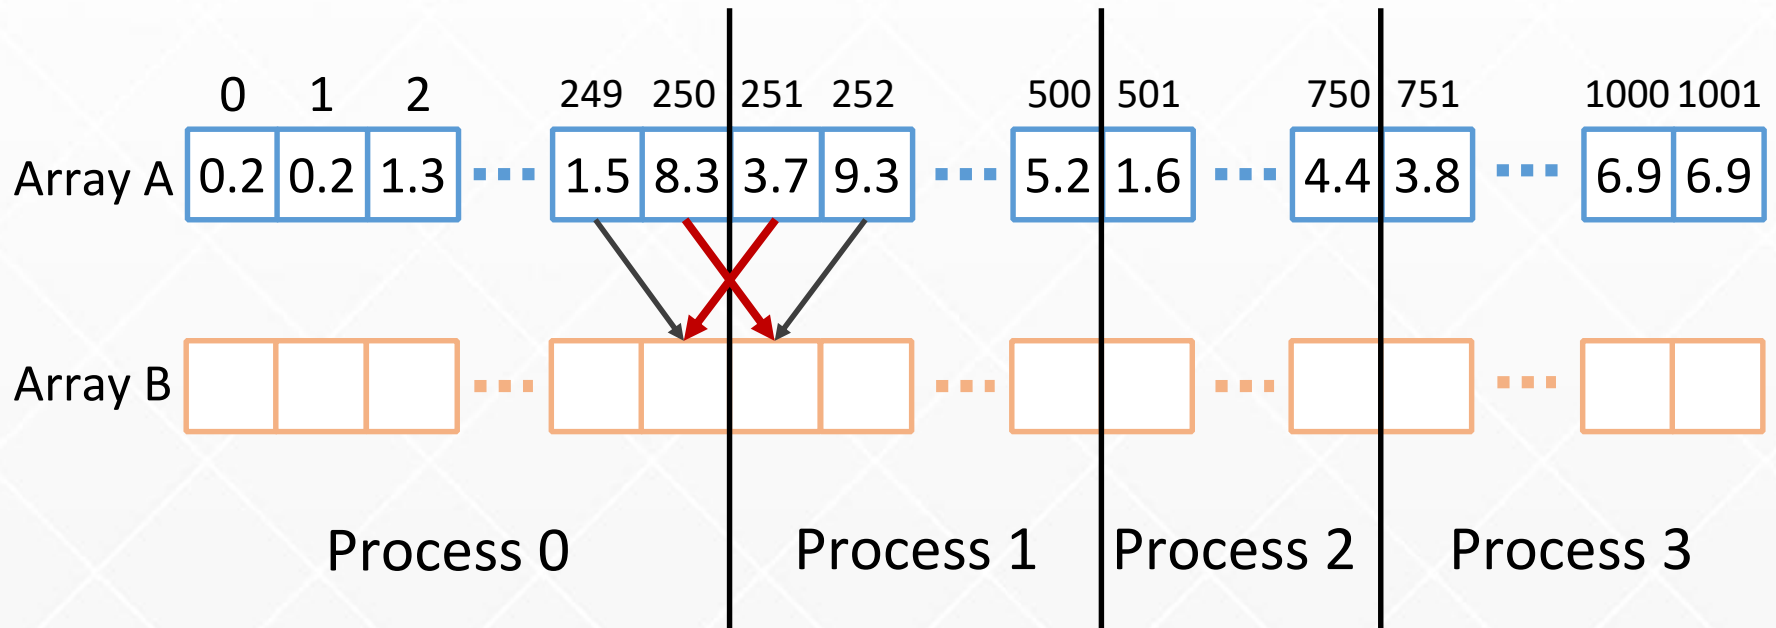 0 1 2 249 250 251 252 500 501 750 751 1000 1001
Array A 0.2 0.2 1.3 1.5 8.3 3.7 9.3 5.2 1.6 4.4 3.8 6.9 6.9
Array B
Process 0 Process 1 Process 2 Process 3